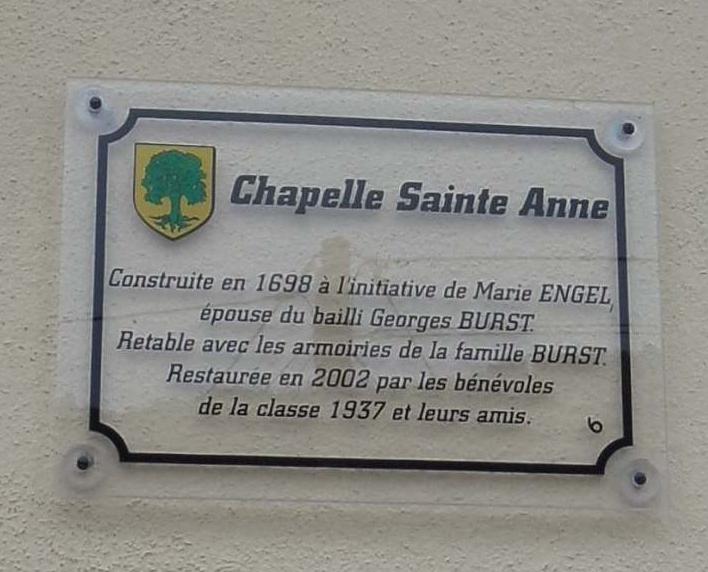 Chapelle Sainte Anne
Construite en 1698 à l'initiative de Marie ENGEL,
épouse du bailli Georges BURST.
Retable avec les armoiries de la famille BURST.
Restaurée en 2002 par les bénévoles
de la classe 1937 et leurs amis.
6